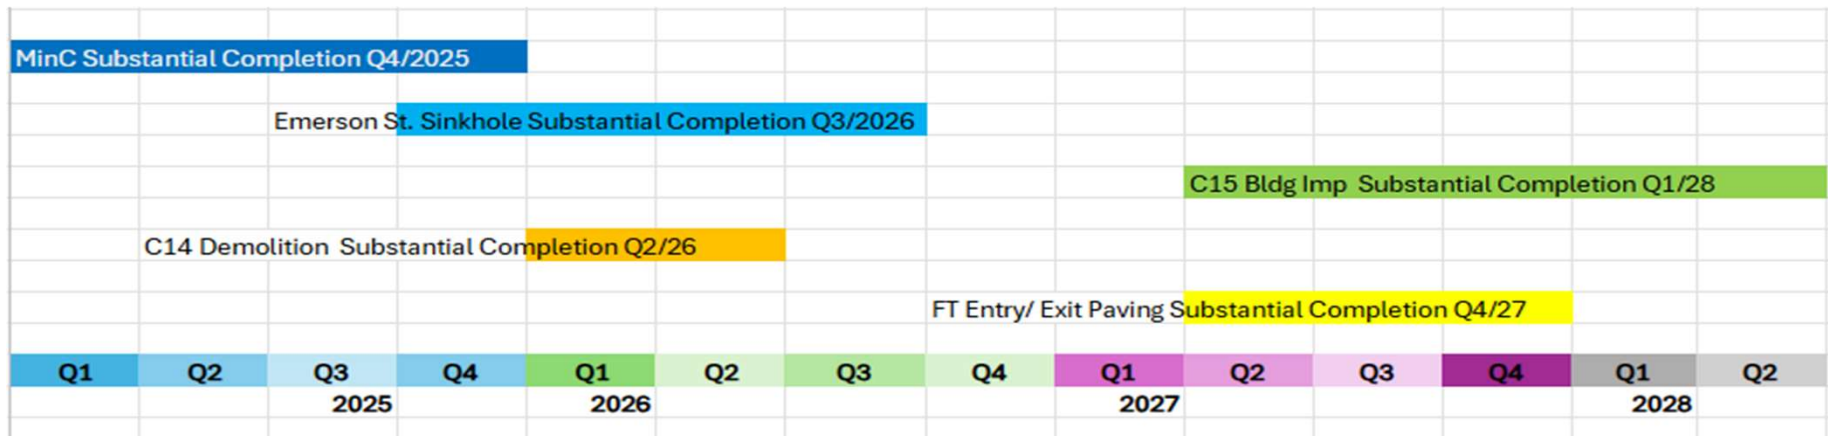 MinC Substantial Completion Q4/2025
Emerson St. Sinkhole Substantial Completion Q3/2026
C15 Bldg Imp  Substantial Completion Q1/28
C14 Demolition  Substantial Completion Q2/26
FT Entry/ Exit Paving Substantial Completion Q4/27
Q1 Q2 Q3 Q4 Q1 Q2 Q3 Q4 Q1 Q2 Q3 Q4 Q1 Q2
2025 2026 2027 2028